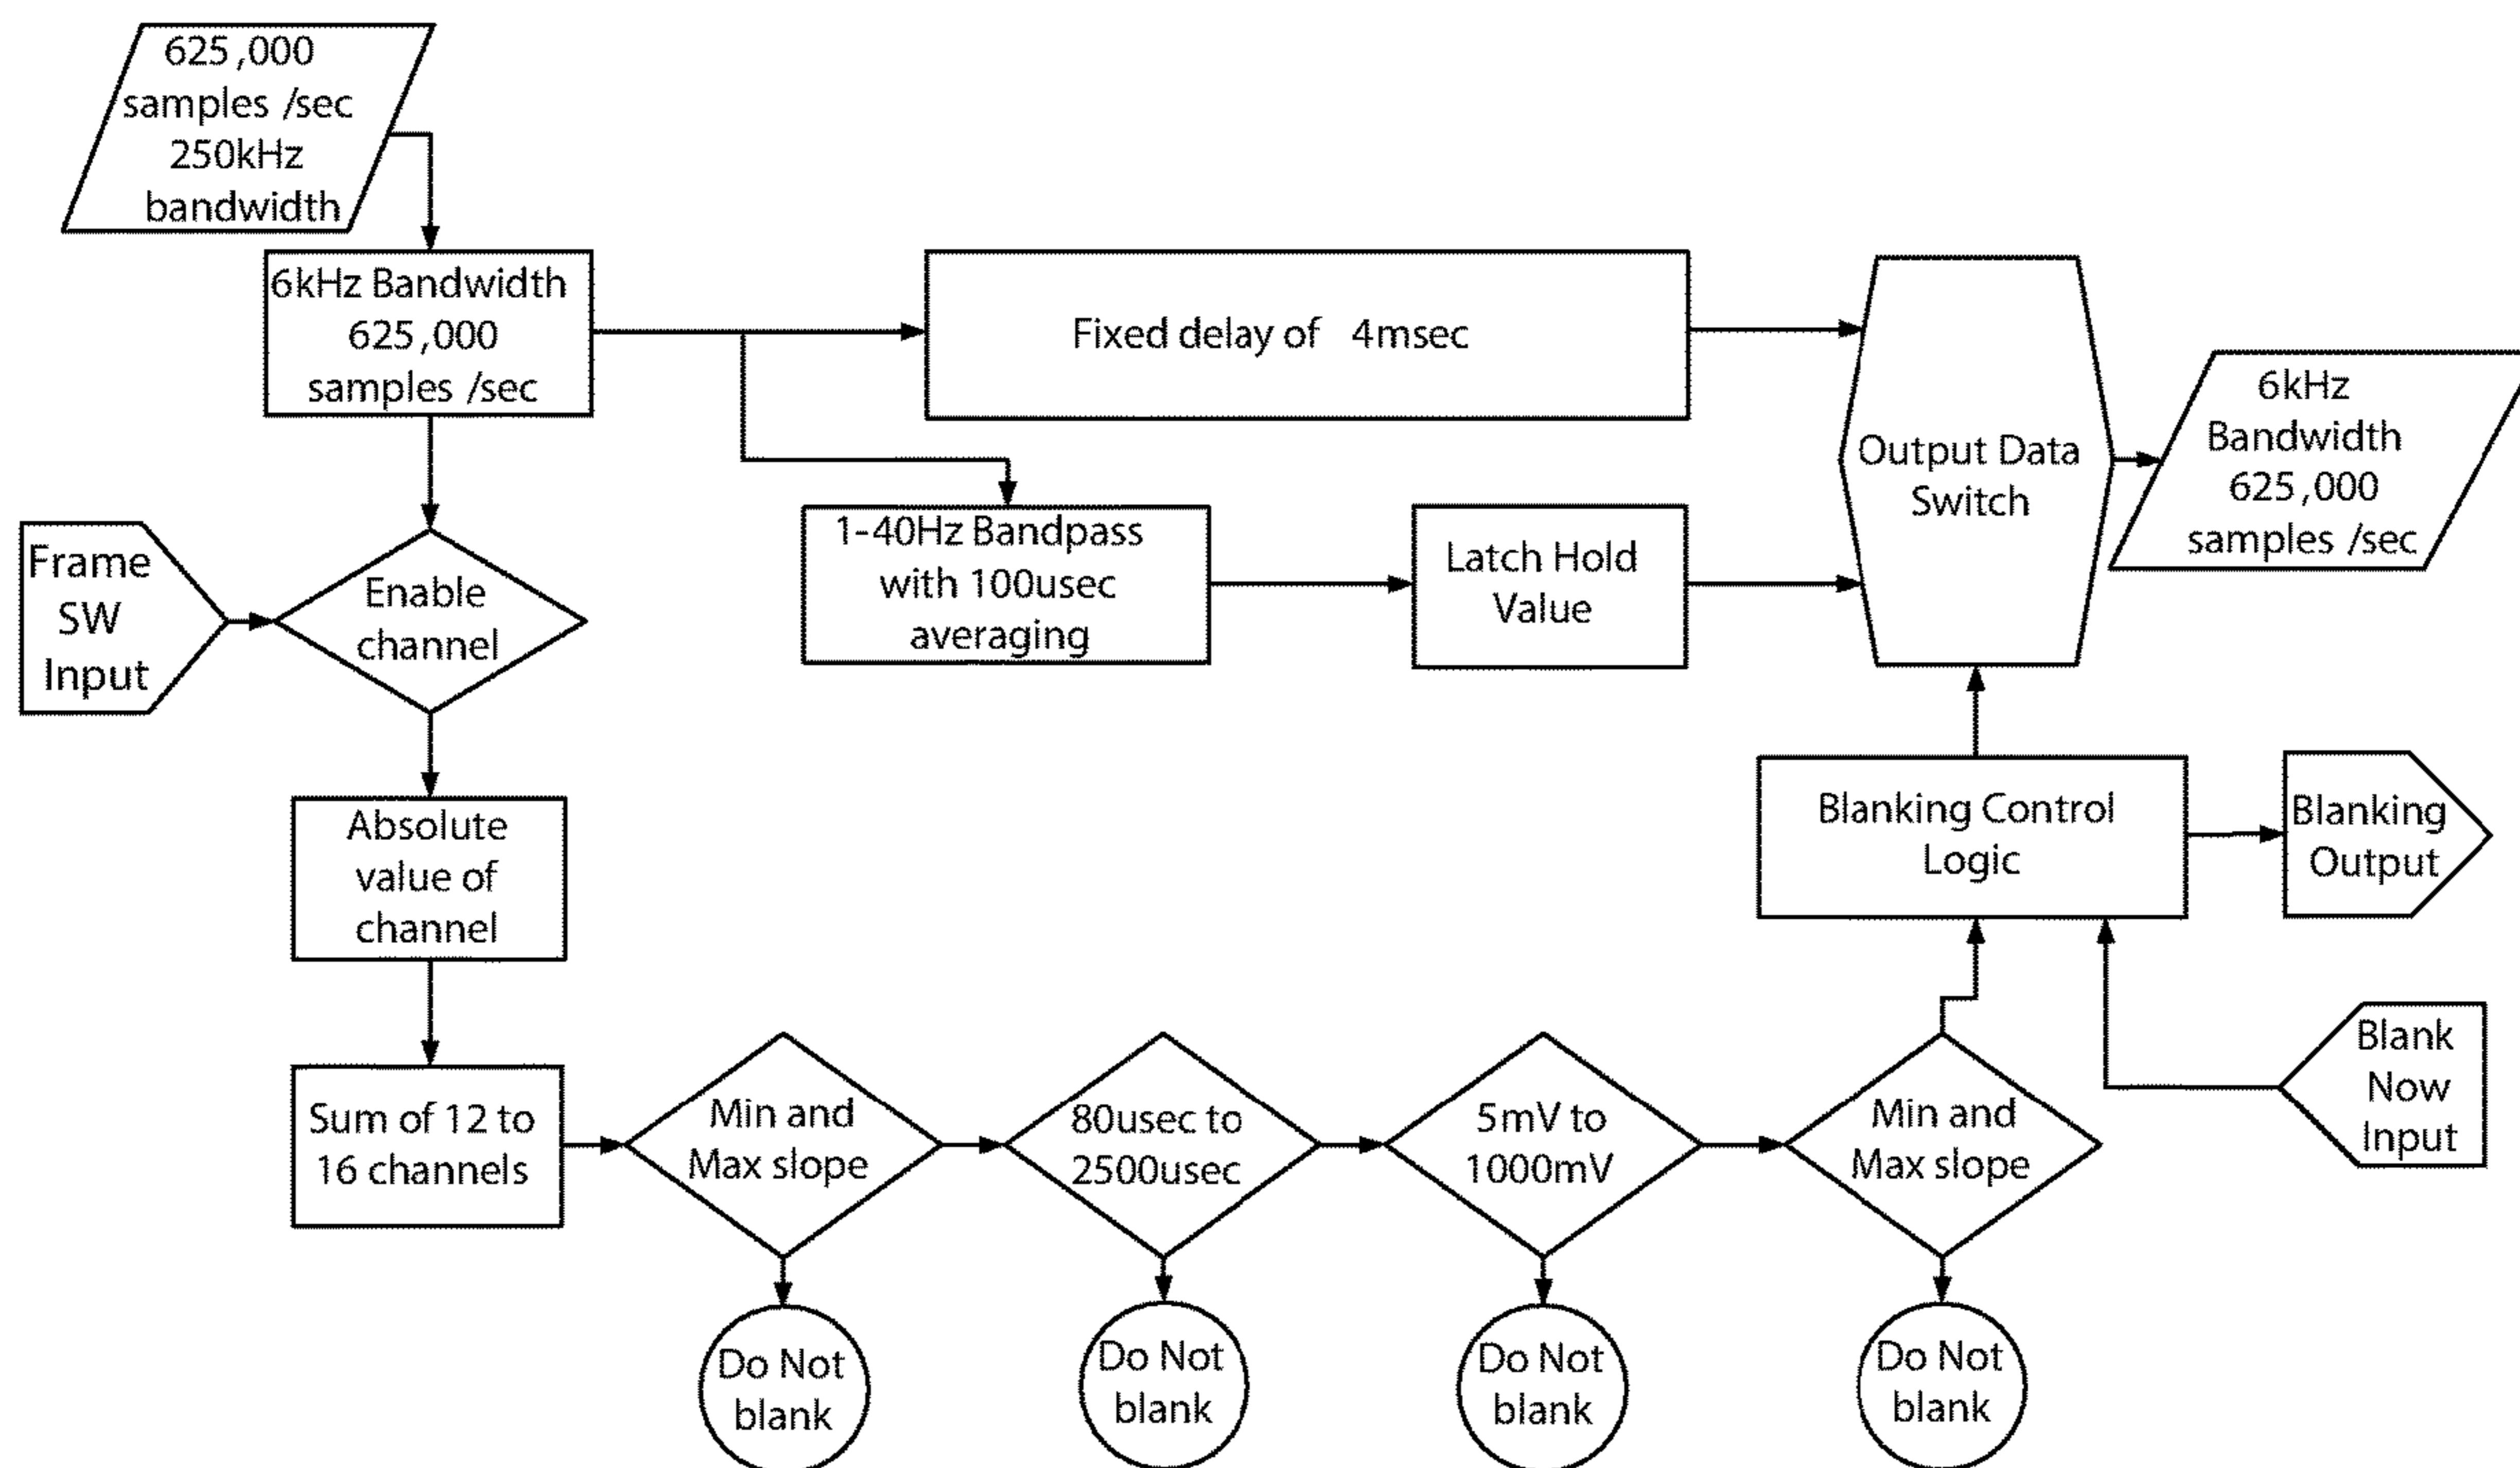 625,000
samples /sec
250kHz
bandwidth
6kHz Bandwidth
625,000
samples /sec
Fixed delay of 4msec
Output Data
Switch
6kHz
Bandwidth
625,000
samples /sec
1-40Hz Bandpass
with 100usec
averaging
Latch Hold
Value
Frame
SW
Input
Enable
channel
Absolute
value of
channel
Blanking Control
Logic
Blanking
Output
Blank
Now
Input
Sum of 12 to
16 channels
Min and
Max slope
80usec to
2500usec
5mV to
1000mV
Min and
Max slope
Do Not
blank
Do Not
blank
Do Not
blank
Do Not
blank